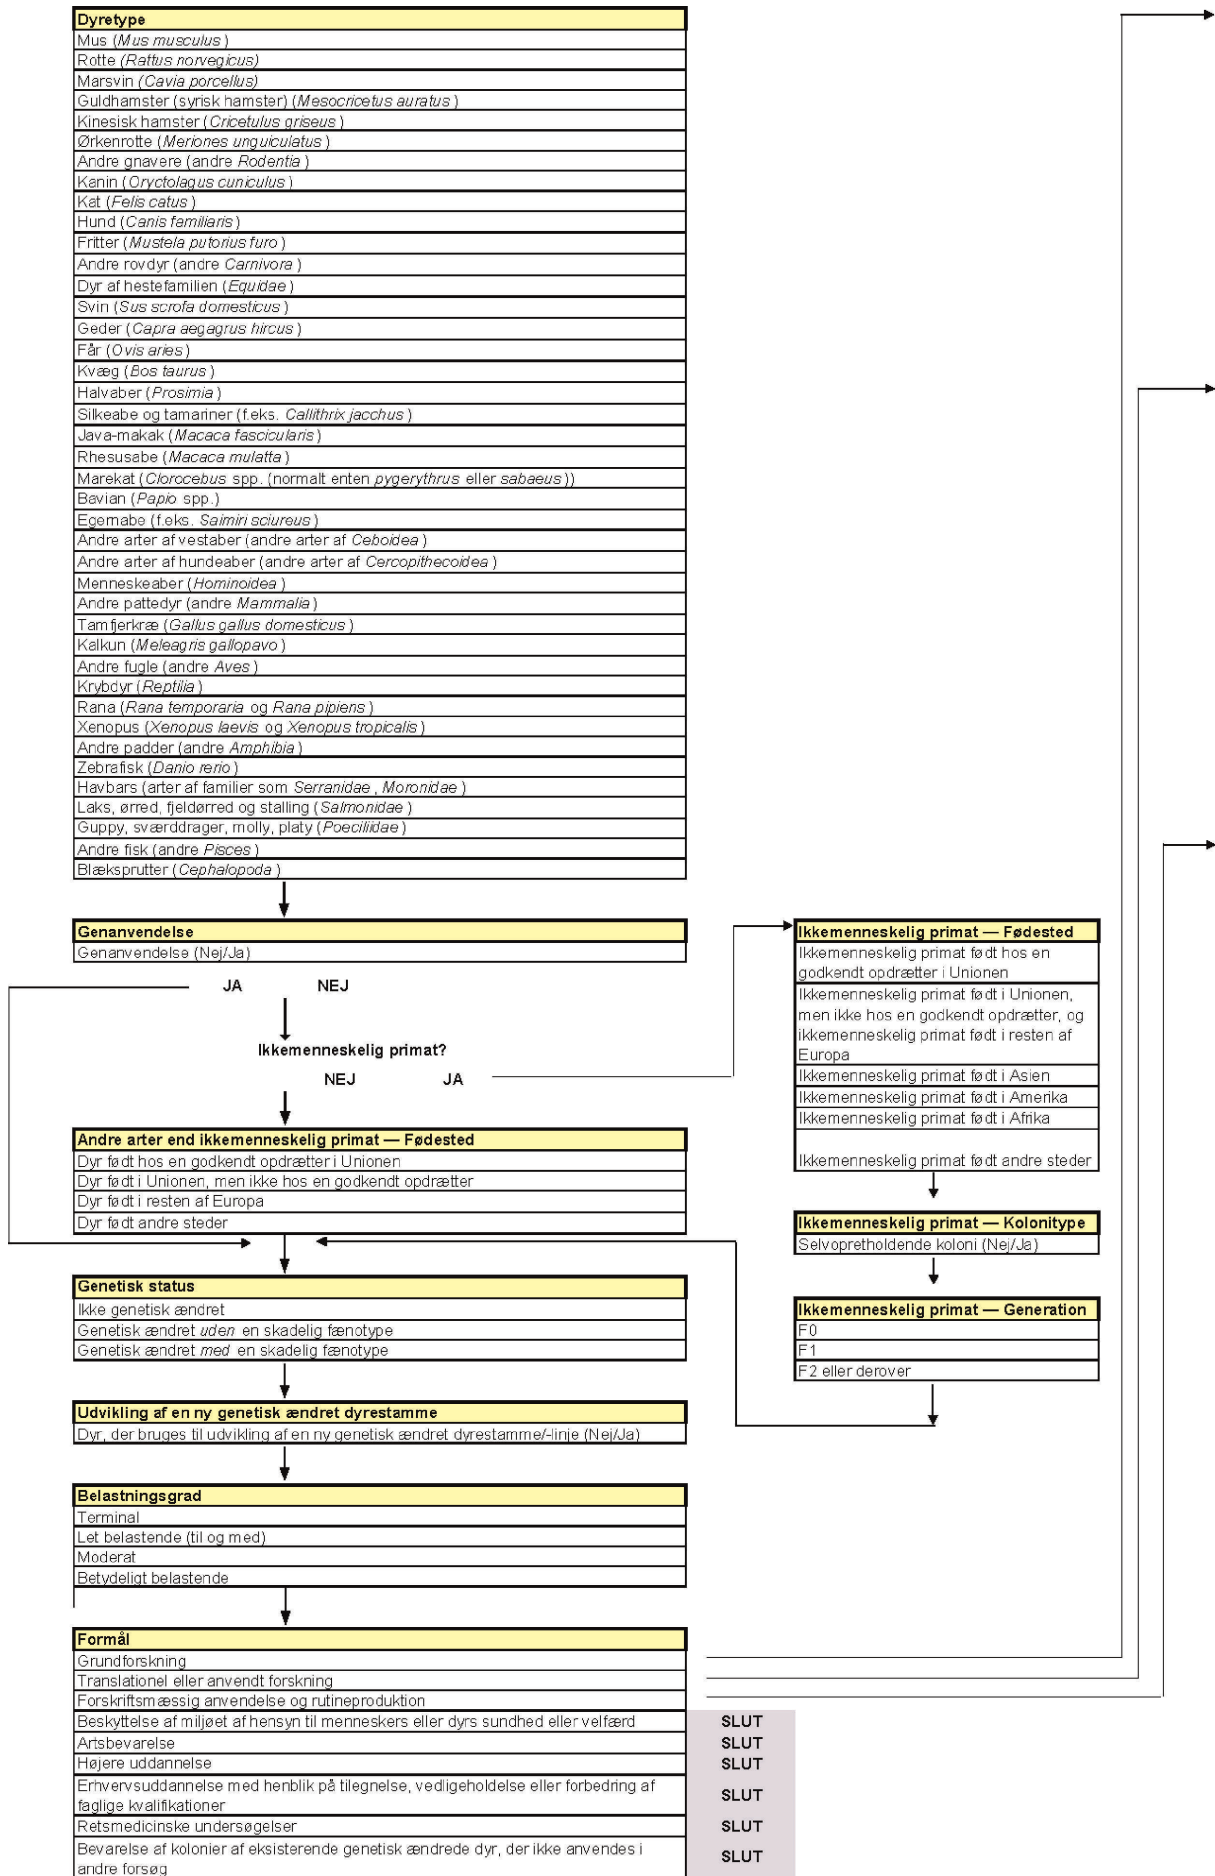 Dyretype
Mus (Mus musculus )
Rotte (Rattus norvegicus)
Marsvin (Cavia porcellus)
Guldhamster (syrisk hamster) (Mesocricetus auratus )
Kinesisk hamster (Cricetulus griseus )
Ørkenrotte (Meriones unguiculatus )
Andre gnavere (andre Rodentia )
Kanin (Oryctolagus cuniculus )
Kat (Felis catus )
Hund (Canis familiaris )
Fritter (Mustela putorius furo )
Andre rovdyr (andre Carnivora )
Dyr af hestefamilien (Equidae )
Svin (Sus scrofa domesticus )
Geder (Capra aegagrus hircus )
Får (Ovis aries )
Kvæg (Bos taurus )
Halvaber (Prosimia )
Silkeabe og tamariner (f.eks. Callithrix jacchus )
Java-makak (Macaca fascicularis )
Rhesusabe (Macaca mulatta )
Marekat (Clorocebus spp. (normalt enten pygerythrus eller sabaeus ))
Bavian (Papio spp.)
Egernabe (f.eks. Saimiri sciureus )
Andre arter af vestaber (andre arter af Ceboidea )
Andre arter af hundeaber (andre arter af Cercopithecoidea )
Menneskeaber (Hominoidea )
Andre pattedyr (andre Mammalia )
Tamfjerkræ (Gallus gallus domesticus )
Kalkun (Meleagris gallopavo )
Andre fugle (andre Aves )
Krybdyr (Reptilia )
Rana (Rana temporaria og Rana pipiens )
Xenopus (Xenopus laevis og Xenopus tropicalis )
Andre padder (andre Amphibia )
Zebrafisk (Danio rerio )
Havbars (arter af familier som Serranidae , Moronidae )
Laks, ørred, fjeldørred og stalling (Salmonidae )
Guppy, sværddrager, molly, platy (Poeciliidae )
Andre fisk (andre Pisces )
Blæksprutter (Cephalopoda )
Genanvendelse
Genanvendelse (Nej/Ja)
JA NEJ
Ikkemenneskelig primat?
NEJ JA
Ikkemenneskelig primat — Fødested
Ikkemenneskelig primat født hos en
godkendt opdrætter i Unionen
Ikkemenneskelig primat født i Unionen,
men ikke hos en godkendt opdrætter, og
ikkemenneskelig primat født i resten af
Europa
Ikkemenneskelig primat født i Asien
Ikkemenneskelig primat født i Amerika
Ikkemenneskelig primat født i Afrika
Ikkemenneskelig primat født andre steder
Ikkemenneskelig primat — Kolonitype
Selvopretholdende koloni (Nej/Ja)
Ikkemenneskelig primat — Generation
F0
F1
F2 eller derover
Andre arter end ikkemenneskelig primat — Fødested
Dyr født hos en godkendt opdrætter i Unionen
Dyr født i Unionen, men ikke hos en godkendt opdrætter
Dyr født i resten af Europa
Dyr født andre steder
Genetisk status
Ikke genetisk ændret
Genetisk ændret uden en skadelig fænotype
Genetisk ændret med en skadelig fænotype
Udvikling af en ny genetisk ændret dyrestamme
Dyr, der bruges til udvikling af en ny genetisk ændret dyrestamme/-linje (Nej/Ja)
Belastningsgrad
Terminal
Let belastende (til og med)
Moderat
Betydeligt belastende
Formål
Grundforskning
Translationel eller anvendt forskning
Forskriftsmæssig anvendelse og rutineproduktion
Beskyttelse af miljøet af hensyn til menneskers eller dyrs sundhed eller velfærd SLUT
Artsbevarelse SLUT
Højere uddannelse SLUT
Erhvervsuddannelse med henblik på tilegnelse, vedligeholdelse eller forbedring af
faglige kvalifikationer SLUT
Retsmedicinske undersøgelser SLUT
Bevarelse af kolonier af eksisterende genetisk ændrede dyr, der ikke anvendes i
andre forsøg SLUT